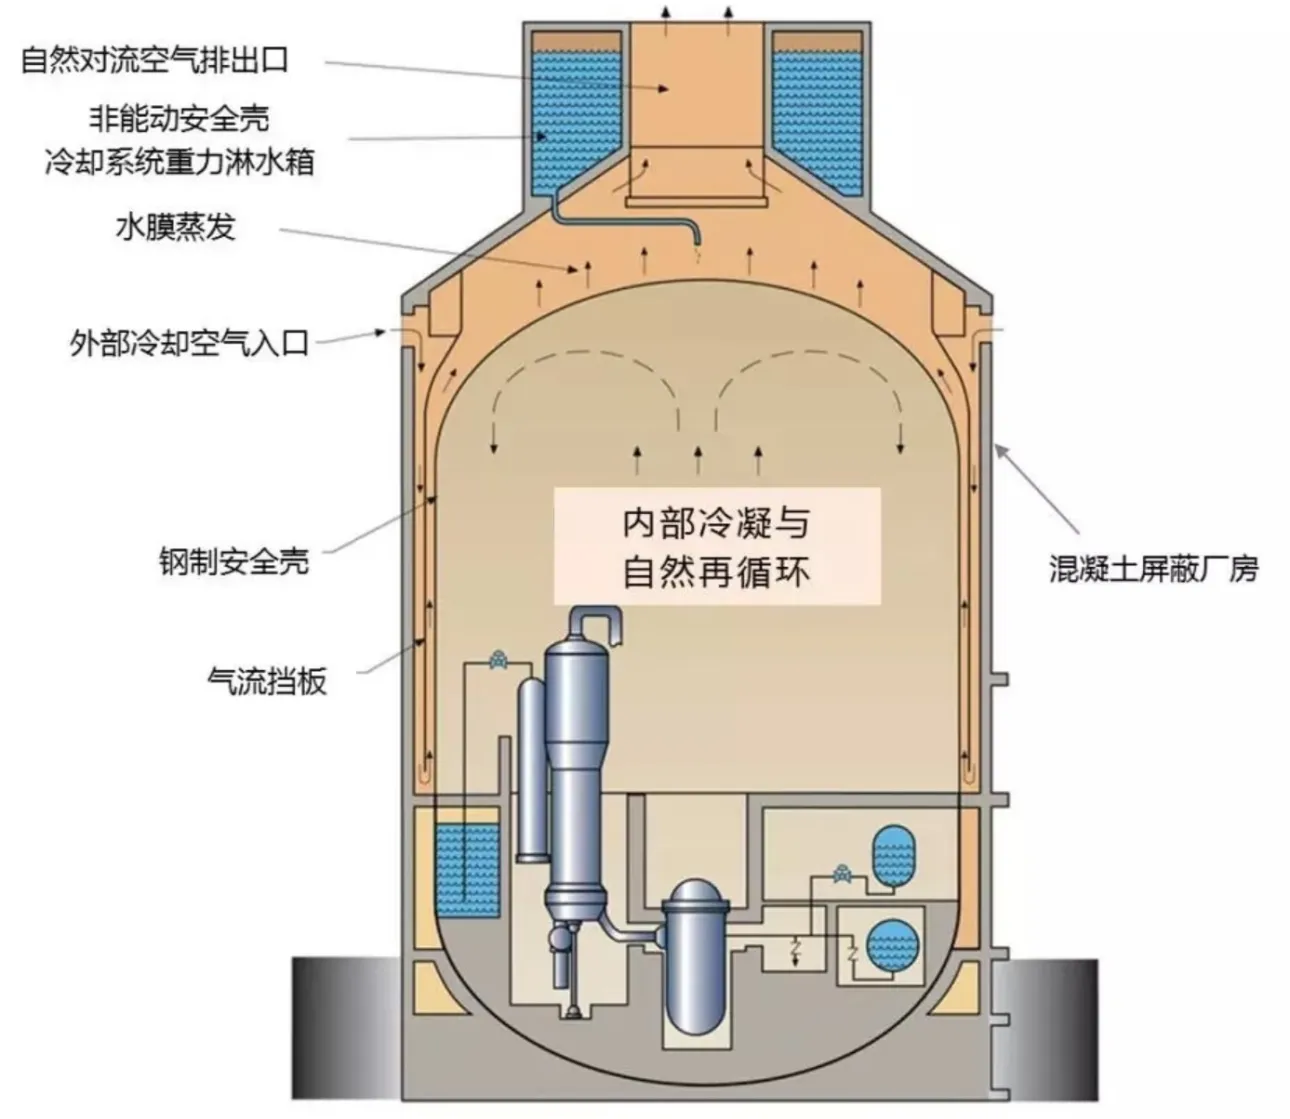 自然对流空气排出口
非能动安全壳
冷却系统重力淋水箱
水膜蒸发
外部冷却空气入口
内部冷凝与
自然再循环
钢制安全壳
混凝土屏蔽厂房
气流挡板